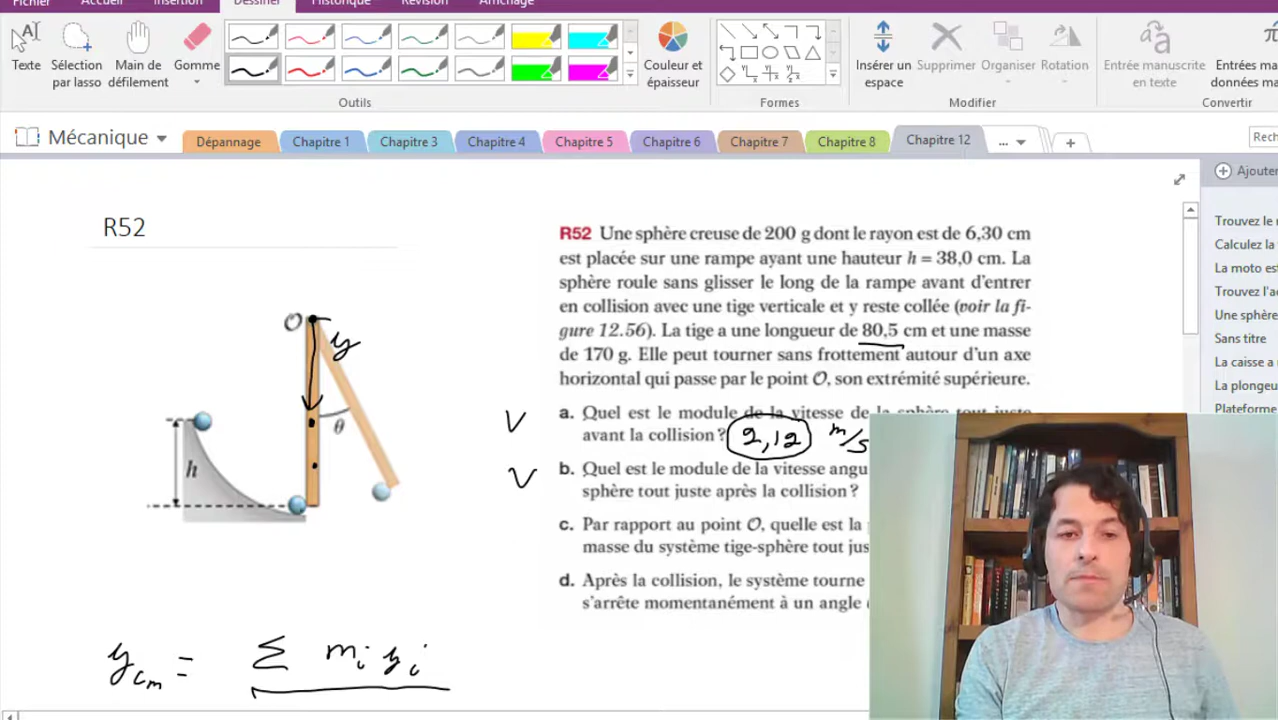 Fichier Accueil Insertion Dessiner Historique Révision Affichage
Texte
Sélection par lasso
Main de défilement
Gomme
Couleur et épaisseur
Insérer un espace
Supprimer
Organiser
Rotation
Entrée manuscrite en texte
Outils
Formes
Modifier
Convertir
Mécanique
Dépannage
Chapitre 1
Chapitre 3
Chapitre 4
Chapitre 5
Chapitre 6
Chapitre 7
Chapitre 8
Chapitre 12
...
R52
R52 Une sphère creuse de 200 g dont le rayon est de 6,30 cm
est placée sur une rampe ayant une hauteur h = 38,0 cm. La
sphère roule sans glisser le long de la rampe avant d'entrer
en collision avec une tige verticale et y reste collée (voir la fi-
gure 12.56). La tige a une longueur de 80,5 cm et une masse
de 170 g. Elle peut tourner sans frottement autour d'un axe
horizontal qui passe par le point O, son extrémité supérieure.
a. Quel est le module de la vitesse de la sphère tout juste
avant la collision ? 2,12 m/s
b. Quel est le module de la vitesse angu
sphère tout juste après la collision ?
c. Par rapport au point O, quelle est la
masse du système tige-sphère tout jus
d. Après la collision, le système tourne
s'arrête momentanément à un angle
O
y
θ
h
V
V
y_cm = Σ m_i y_i
Ajouter
Trouvez le
Calculez la
La moto est
Trouvez l'a
Une sphère
Sans titre
La caisse a
La plongeu
Plateforme